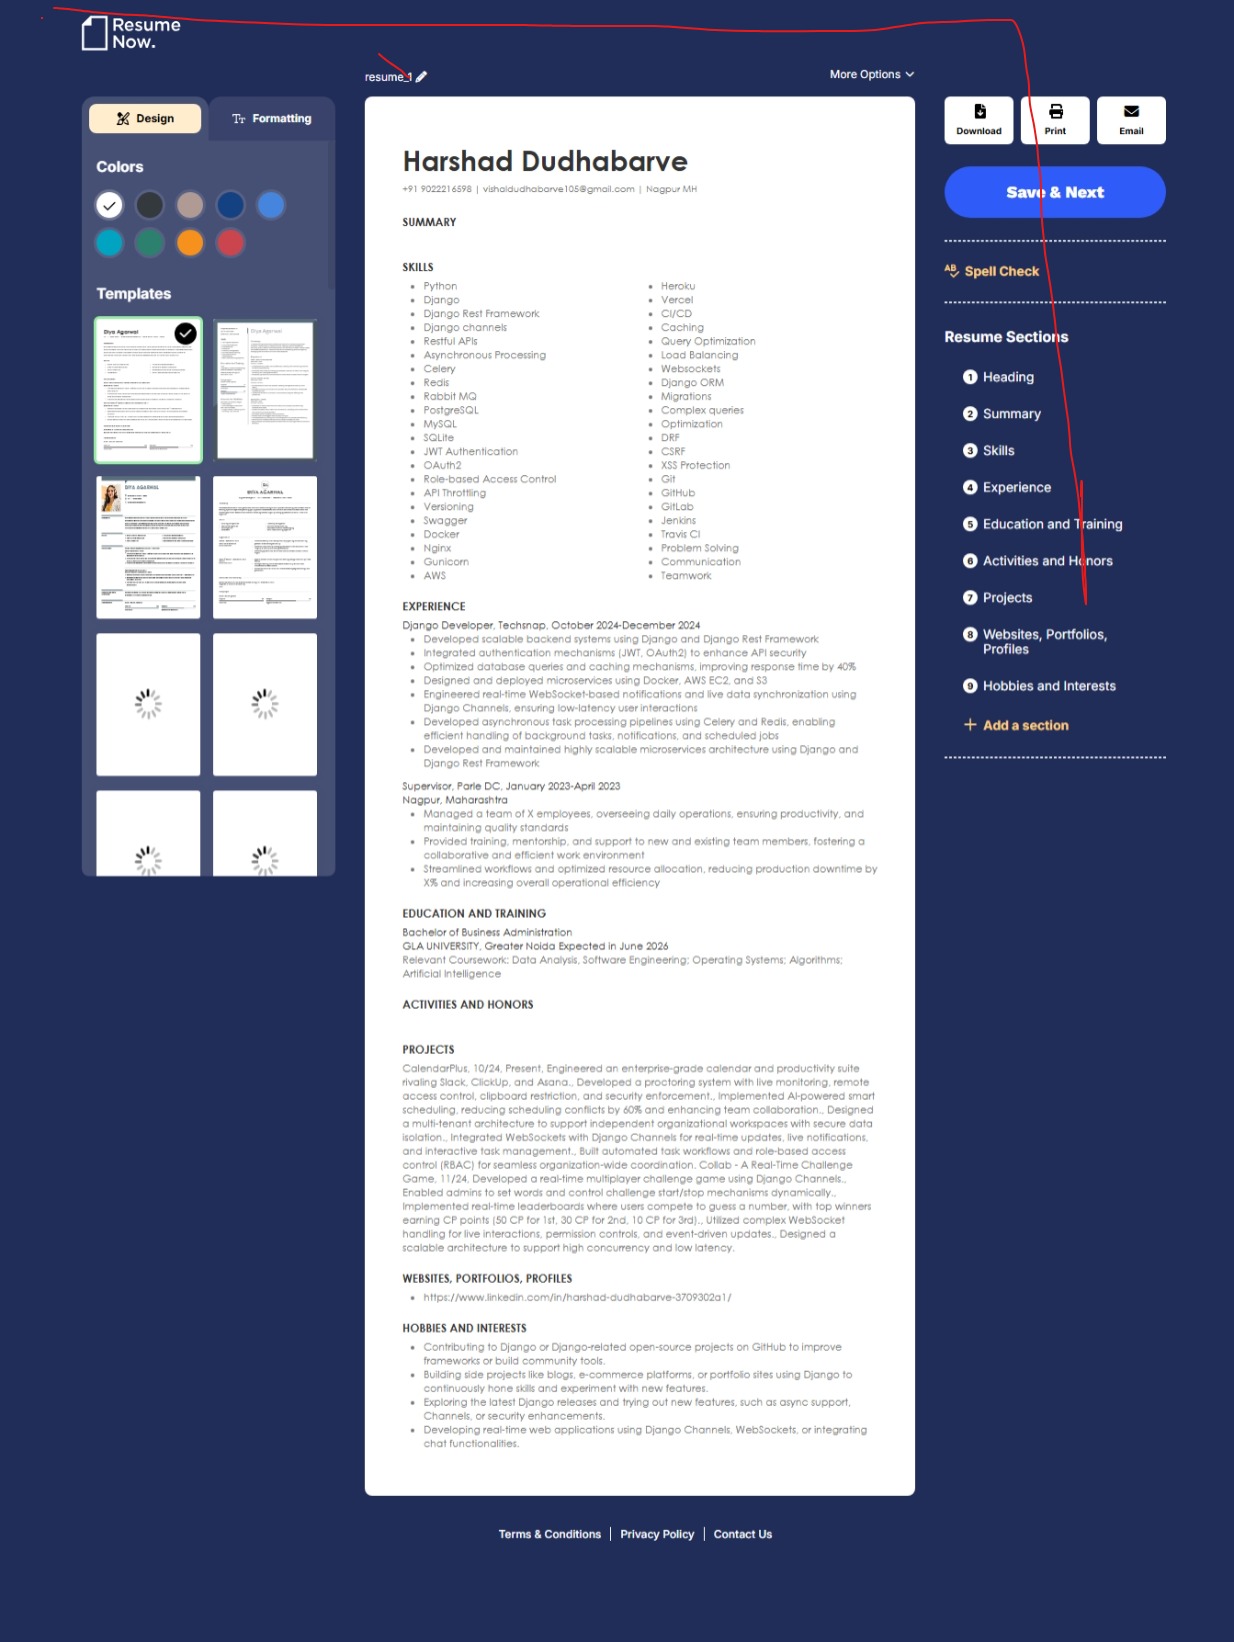 Resume
Now.
resume_1
More Options
Design
Formatting
Colors
Templates
Diya Agarwal
Diya Agarwal
DIYA AGARWAL
DIYA AGARWAL
Harshad Dudhabarve
+91 9022216598 | vishaldudhabarve105@gmail.com | Nagpur MH
SUMMARY
SKILLS
Python
Django
Django Rest Framework
Django channels
Restful APIs
Asynchronous Processing
Celery
Redis
Rabbit MQ
PostgreSQL
MySQL
SQLite
JWT Authentication
OAuth2
Role-based Access Control
API Throttling
Versioning
Swagger
Docker
Nginx
Gunicorn
AWS
Heroku
Vercel
CI/CD
Caching
Query Optimization
Load Balancing
Websockets
Django ORM
Migrations
Complex queries
Optimization
DRF
CSRF
XSS Protection
Git
GitHub
GitLab
Jenkins
Travis CI
Problem Solving
Communication
Teamwork
EXPERIENCE
Django Developer, Techsnap, October 2024-December 2024
Developed scalable backend systems using Django and Django Rest Framework
Integrated authentication mechanisms (JWT, OAuth2) to enhance API security
Optimized database queries and caching mechanisms, improving response time by 40%
Designed and deployed microservices using Docker, AWS EC2, and S3
Engineered real-time WebSocket-based notifications and live data synchronization using
Django Channels, ensuring low-latency user interactions
Developed asynchronous task processing pipelines using Celery and Redis, enabling
efficient handling of background tasks, notifications, and scheduled jobs
Developed and maintained highly scalable microservices architecture using Django and
Django Rest Framework
Supervisor, Parle DC, January 2023-April 2023
Nagpur, Maharashtra
Managed a team of X employees, overseeing daily operations, ensuring productivity, and
maintaining quality standards
Provided training, mentorship, and support to new and existing team members, fostering a
collaborative and efficient work environment
Streamlined workflows and optimized resource allocation, reducing production downtime by
X% and increasing overall operational efficiency
EDUCATION AND TRAINING
Bachelor of Business Administration
GLA UNIVERSITY, Greater Noida Expected in June 2026
Relevant Coursework: Data Analysis, Software Engineering; Operating Systems; Algorithms;
Artificial Intelligence
ACTIVITIES AND HONORS
PROJECTS
CalendarPlus, 10/24, Present, Engineered an enterprise-grade calendar and productivity suite
rivaling Slack, ClickUp, and Asana., Developed a proctoring system with live monitoring, remote
access control, clipboard restriction, and security enforcement., Implemented AI-powered smart
scheduling, reducing scheduling conflicts by 60% and enhancing team collaboration., Designed
a multi-tenant architecture to support independent organizational workspaces with secure data
isolation., Integrated WebSockets with Django Channels for real-time updates, live notifications,
and interactive task management., Built automated task workflows and role-based access
control (RBAC) for seamless organization-wide coordination. Collab - A Real-Time Challenge
Game, 11/24, Developed a real-time multiplayer challenge game using Django Channels.,
Enabled admins to set words and control challenge start/stop mechanisms dynamically.,
Implemented real-time leaderboards where users compete to guess a number, with top winners
earning CP points (50 CP for 1st, 30 CP for 2nd, 10 CP for 3rd)., Utilized complex WebSocket
handling for live interactions, permission controls, and event-driven updates., Designed a
scalable architecture to support high concurrency and low latency.
WEBSITES, PORTFOLIOS, PROFILES
https://www.linkedin.com/in/harshad-dudhabarve-3709302a1/
HOBBIES AND INTERESTS
Contributing to Django or Django-related open-source projects on GitHub to improve
frameworks or build community tools.
Building side projects like blogs, e-commerce platforms, or portfolio sites using Django to
continuously hone skills and experiment with new features.
Exploring the latest Django releases and trying out new features, such as async support,
Channels, or security enhancements.
Developing real-time web applications using Django Channels, WebSockets, or integrating
chat functionalities.
Download
Print
Email
Save & Next
Spell Check
Resume Sections
1 Heading
2 Summary
3 Skills
4 Experience
5 Education and Training
6 Activities and Honors
7 Projects
8 Websites, Portfolios,
Profiles
9 Hobbies and Interests
+ Add a section
Terms & Conditions | Privacy Policy | Contact Us